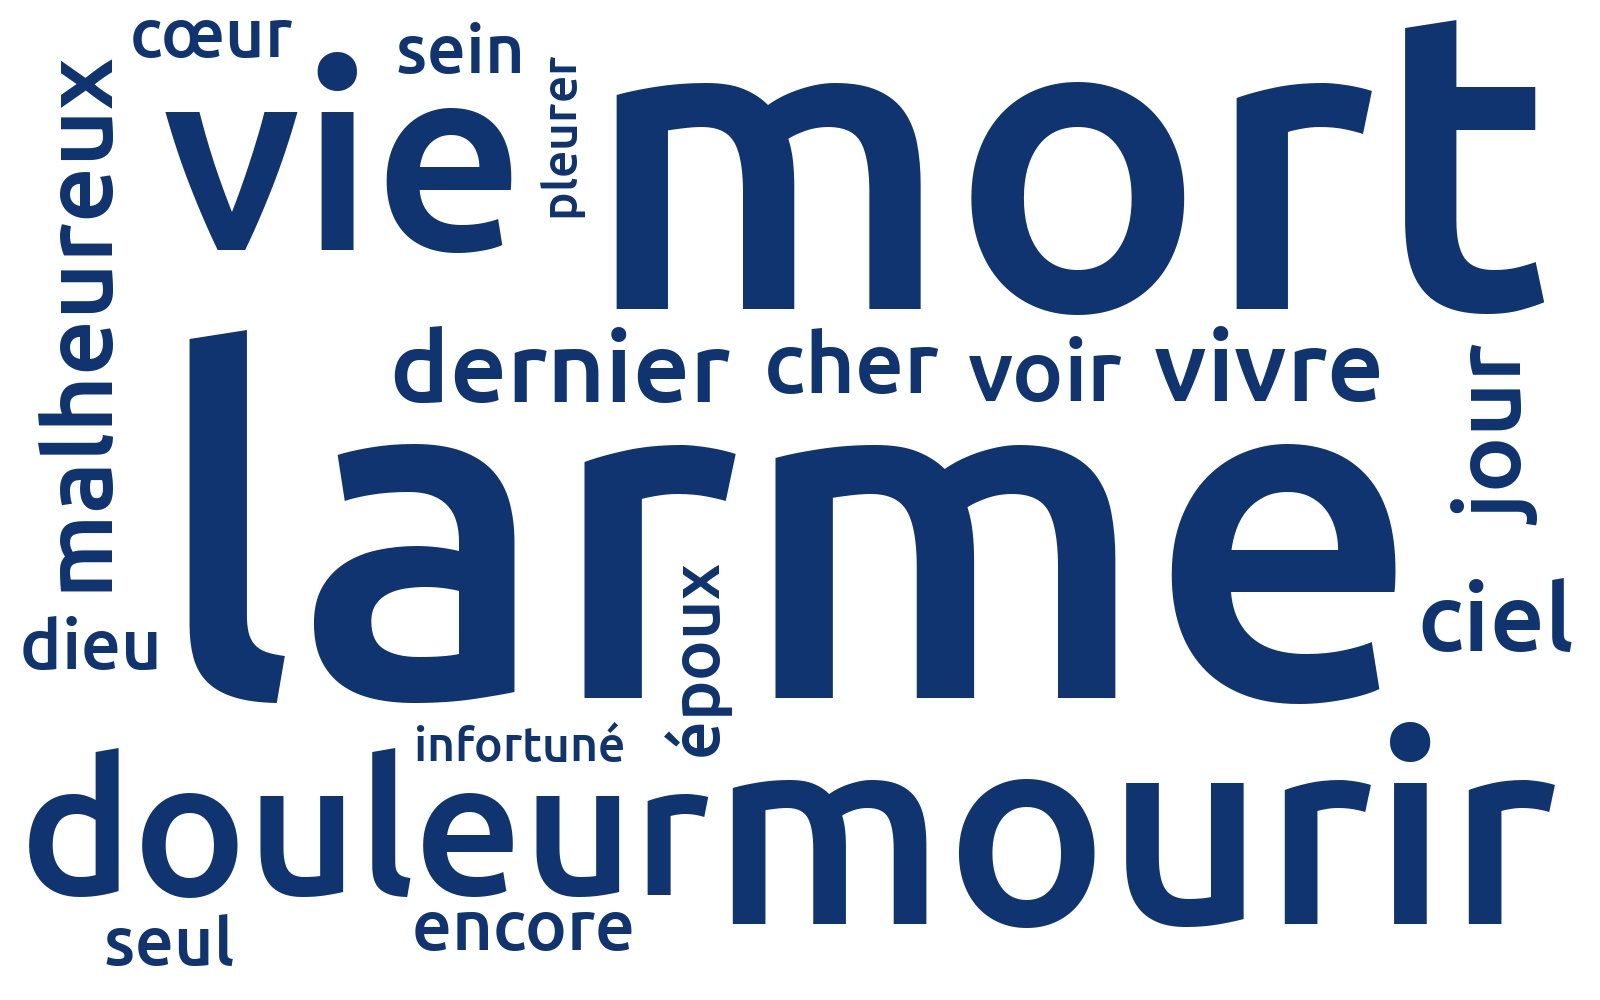 cœur
sein
vie
pleurer
mort
malheureux
dernier
cher
voir
vivre
jour
larme
époux
dieu
ciel
infortuné
douleur
mourir
seul
encore